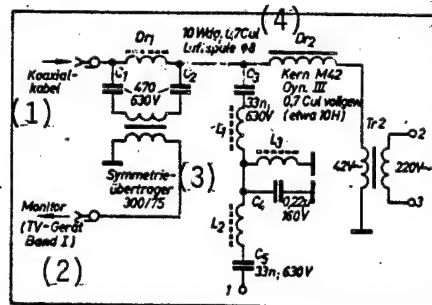 (4)
Dr1
10 Wdg, 0,7 CuL
Luftspule ϕ8
Dr2
Koaxial-
kabel
(1)
C1
470
630V
C2
C3
33n,
630V
Kern M42
Dyn. III
0,7 CuL vollgew.
(etwa 10H)
L1
L3
Tr2
2
42V~
220V~
3
Symmetrie-
übertrager
300/75
(3)
C4
0,22µ
160V
L2
Monitor
(TV-Gerät
Band I)
(2)
C5
33n; 630V
1